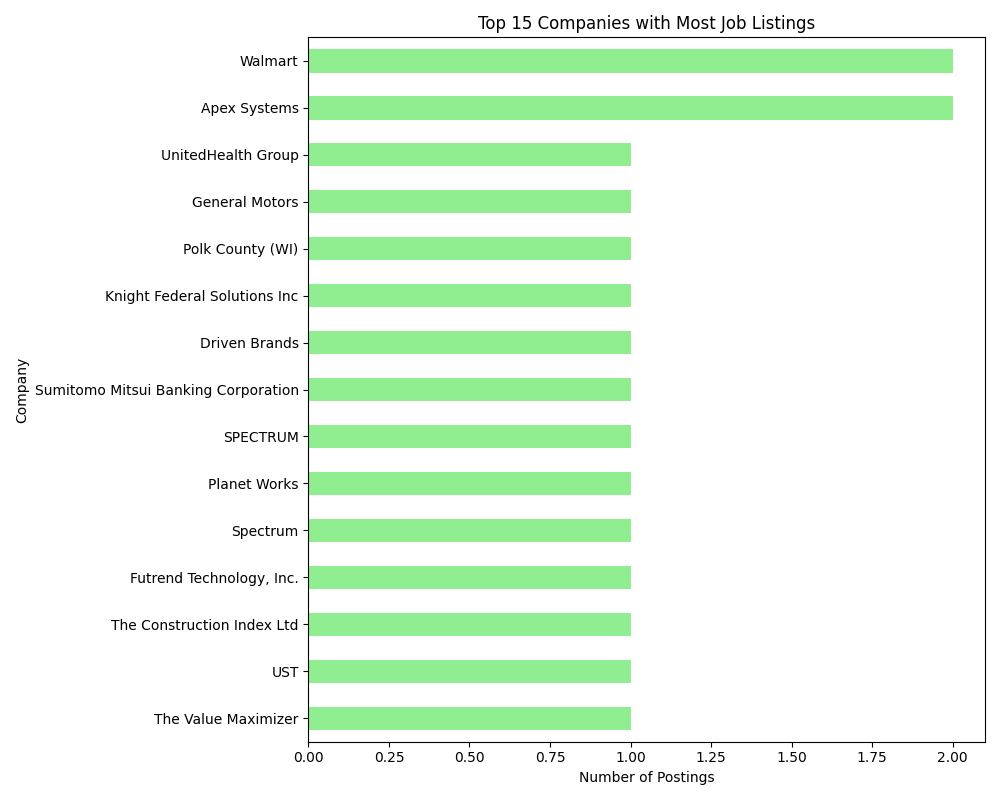 Top 15 Companies with Most Job Listings
Walmart
Apex Systems
UnitedHealth Group
General Motors
Polk County (WI)
Knight Federal Solutions Inc
Driven Brands
Sumitomo Mitsui Banking Corporation
SPECTRUM
Planet Works
Spectrum
Futrend Technology, Inc.
The Construction Index Ltd
UST
The Value Maximizer
Company
0.00 0.25 0.50 0.75 1.00 1.25 1.50 1.75 2.00
Number of Postings